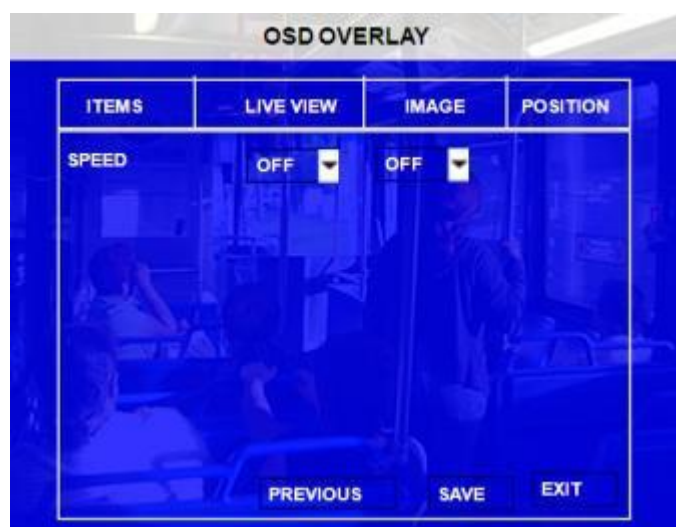 OSD OVERLAY
ITEMS LIVE VIEW IMAGE POSITION
SPEED OFF OFF
PREVIOUS SAVE EXIT